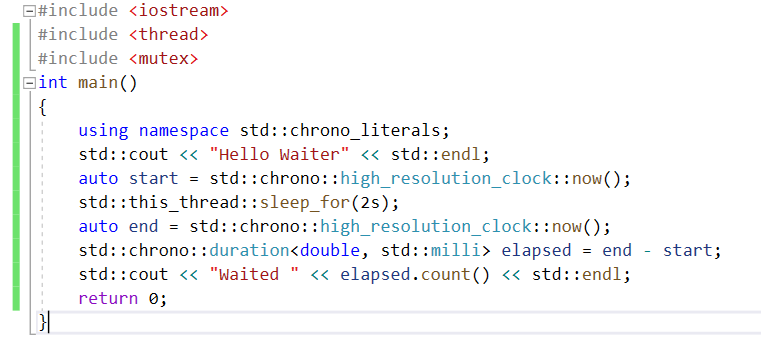 #include <iostream>
#include <thread>
#include <mutex>
int main()
{
    using namespace std::chrono_literals;
    std::cout << "Hello Waiter" << std::endl;
    auto start = std::chrono::high_resolution_clock::now();
    std::this_thread::sleep_for(2s);
    auto end = std::chrono::high_resolution_clock::now();
    std::chrono::duration<double, std::milli> elapsed = end - start;
    std::cout << "Waited " << elapsed.count() << std::endl;
    return 0;
}